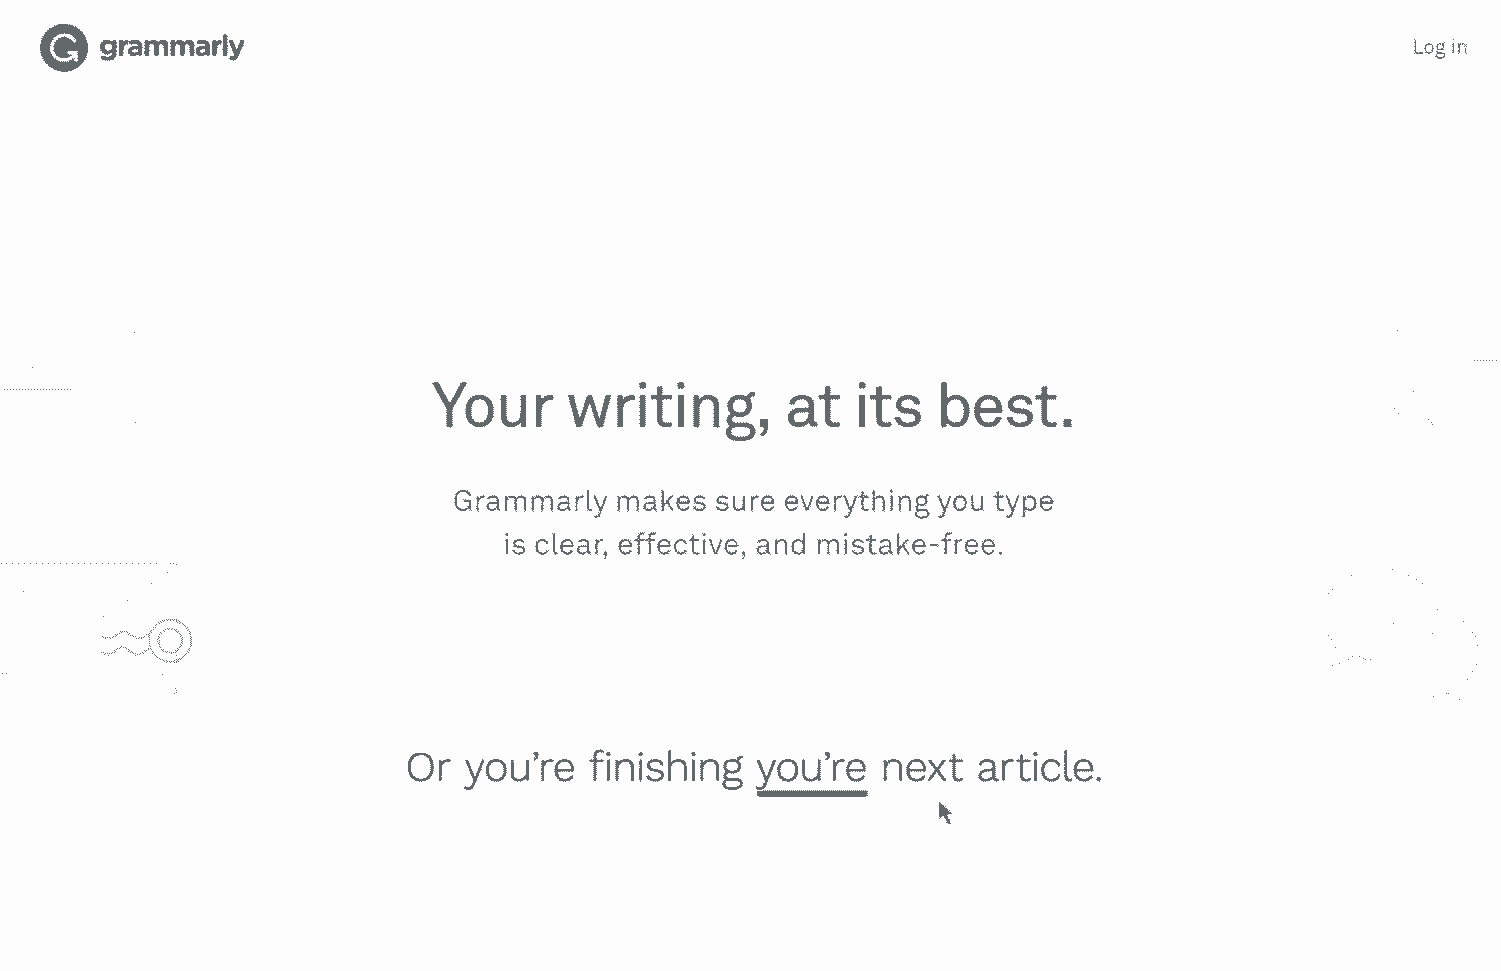 grammarly
Log in
Your writing, at its best.
Grammarly makes sure everything you type
is clear, effective, and mistake-free.
Or you’re finishing you’re next article.